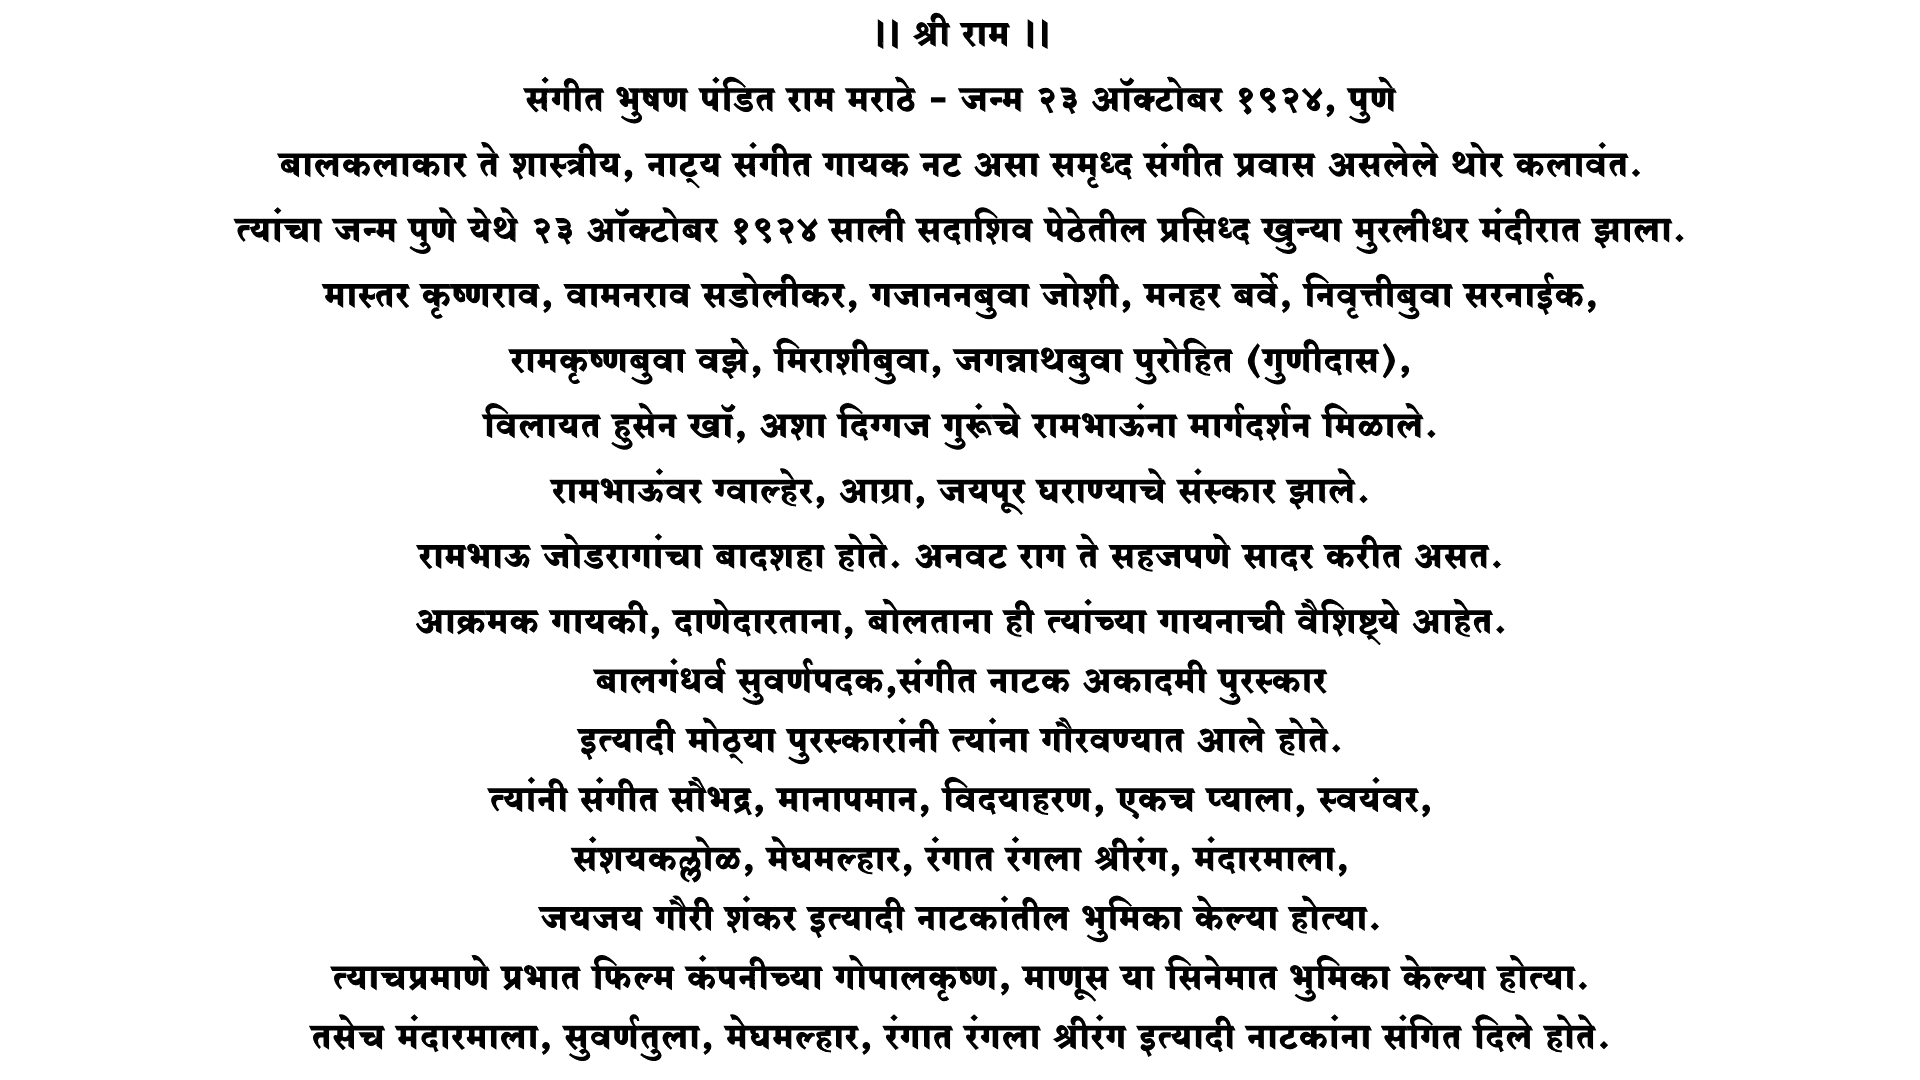 ।। श्री राम ।।
संगीत भुषण पंडित राम मराठे - जन्म २३ ऑक्टोबर १९२४, पुणे
बालकलाकार ते शास्त्रीय, नाट्य संगीत गायक नट असा समृध्द संगीत प्रवास असलेले थोर कलावंत.
त्यांचा जन्म पुणे येथे २३ ऑक्टोबर १९२४ साली सदाशिव पेठेतील प्रसिध्द खुन्या मुरलीधर मंदीरात झाला.
मास्तर कृष्णराव, वामनराव सडोलीकर, गजाननबुवा जोशी, मनहर बर्वे, निवृत्तीबुवा सरनाईक,
रामकृष्णबुवा वझे, मिराशीबुवा, जगन्नाथबुवा पुरोहित (गुणीदास),
विलायत हुसेन खॉ, अशा दिग्गज गुरूंचे रामभाऊंना मार्गदर्शन मिळाले.
रामभाऊंवर ग्वाल्हेर, आग्रा, जयपूर घराण्याचे संस्कार झाले.
रामभाऊ जोडरागांचा बादशहा होते. अनवट राग ते सहजपणे सादर करीत असत.
आक्रमक गायकी, दाणेदारताना, बोलताना ही त्यांच्या गायनाची वैशिष्ट्ये आहेत.
बालगंधर्व सुवर्णपदक,संगीत नाटक अकादमी पुरस्कार
इत्यादी मोठ्या पुरस्कारांनी त्यांना गौरवण्यात आले होते.
त्यांनी संगीत सौभद्र, मानापमान, विदयाहरण, एकच प्याला, स्वयंवर,
संशयकल्लोळ, मेघमल्हार, रंगात रंगला श्रीरंग, मंदारमाला,
जयजय गौरी शंकर इत्यादी नाटकांतील भुमिका केल्या होत्या.
त्याचप्रमाणे प्रभात फिल्म कंपनीच्या गोपालकृष्ण, माणूस या सिनेमात भुमिका केल्या होत्या.
तसेच मंदारमाला, सुवर्णतुला, मेघमल्हार, रंगात रंगला श्रीरंग इत्यादी नाटकांना संगित दिले होते.